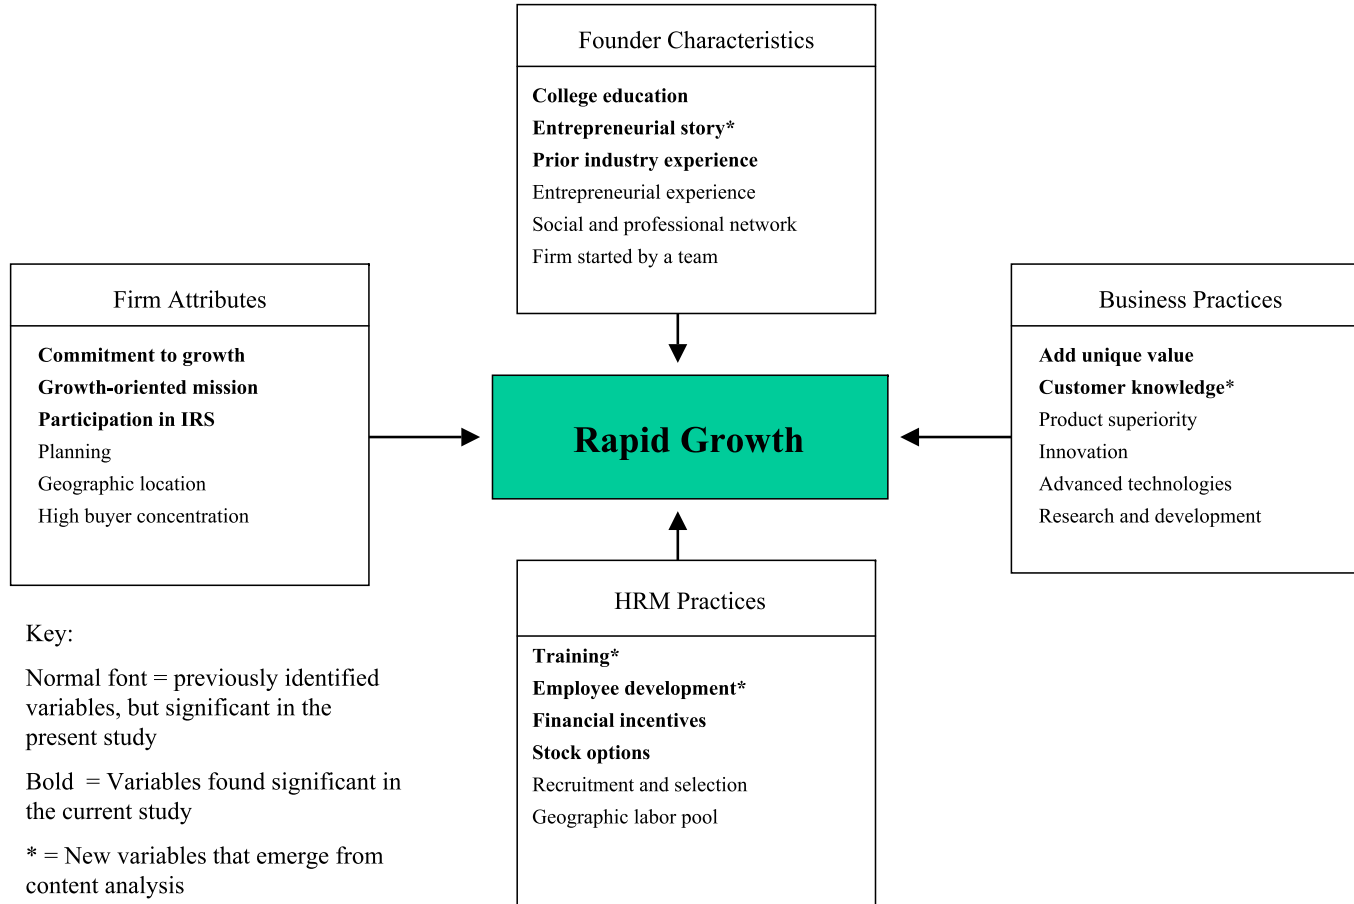 Founder Characteristics
College education
Entrepreneurial story*
Prior industry experience
Entrepreneurial experience
Social and professional network
Firm started by a team
Firm Attributes
Commitment to growth
Growth-oriented mission
Participation in IRS
Planning
Geographic location
High buyer concentration
Rapid Growth
Business Practices
Add unique value
Customer knowledge*
Product superiority
Innovation
Advanced technologies
Research and development
HRM Practices
Training*
Employee development*
Financial incentives
Stock options
Recruitment and selection
Geographic labor pool
Key:
Normal font = previously identified
variables, but significant in the
present study
Bold = Variables found significant in
the current study
* = New variables that emerge from
content analysis